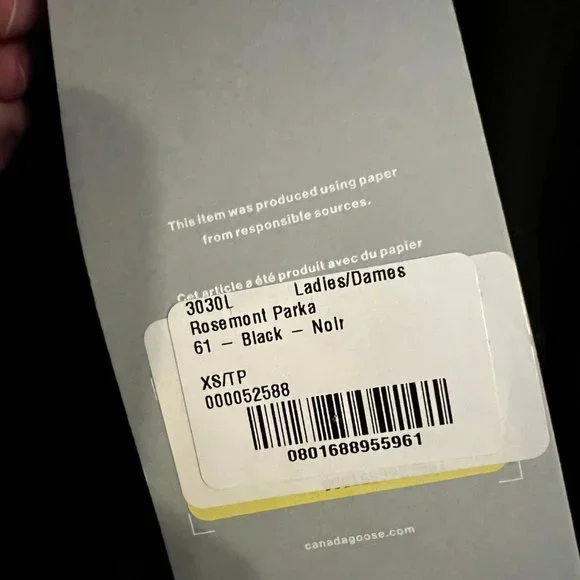 This item was produced using paper
from responsible sources.
Cet article a été produit avec du papier
3030L Ladies/Dames
Rosemont Parka
61 – Black – Noir
XS/TP
000052588
0801688955961
canadagoose.com